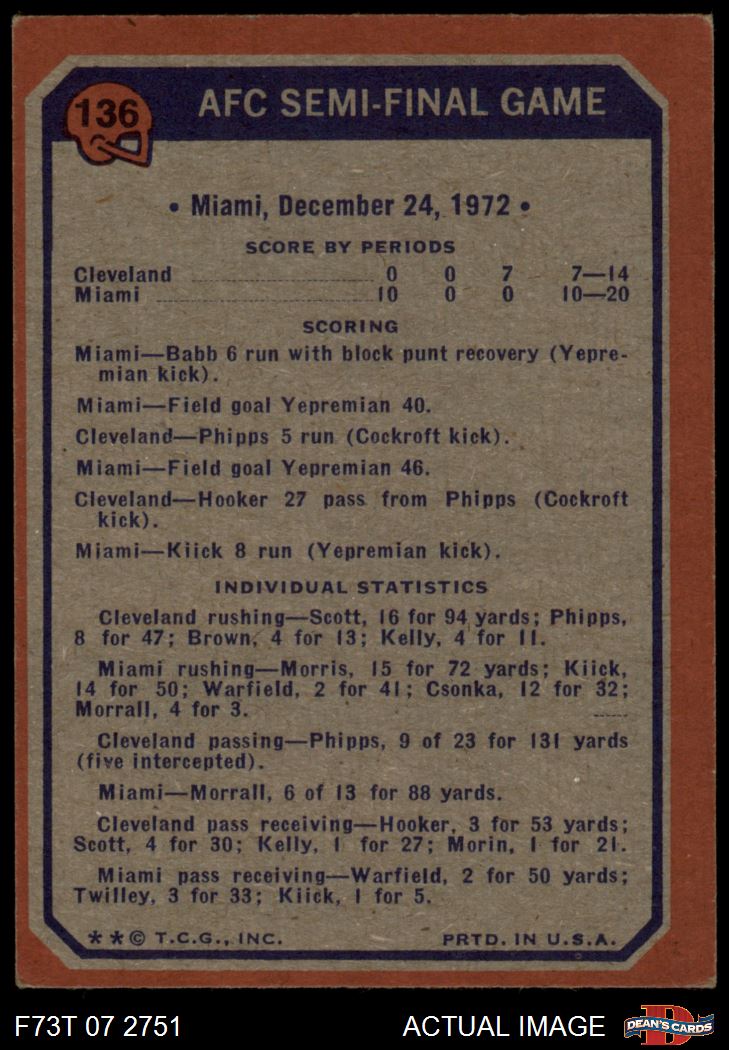 136
AFC SEMI-FINAL GAME
• Miami, December 24, 1972 •
SCORE BY PERIODS
Cleveland 0 0 7 7—14
Miami 10 0 0 10—20
SCORING
Miami—Babb 6 run with block punt recovery (Yepre-
mian kick).
Miami—Field goal Yepremian 40.
Cleveland—Phipps 5 run (Cockroft kick).
Miami—Field goal Yepremian 46.
Cleveland—Hooker 27 pass from Phipps (Cockroft
kick).
Miami—Kiick 8 run (Yepremian kick).
INDIVIDUAL STATISTICS
Cleveland rushing—Scott, 16 for 94 yards; Phipps,
8 for 47; Brown, 4 for 13; Kelly, 4 for 11.
Miami rushing—Morris, 15 for 72 yards; Kiick,
14 for 50; Warfield, 2 for 41; Csonka, 12 for 32;
Morrall, 4 for 3.
Cleveland passing—Phipps, 9 of 23 for 131 yards
(five intercepted).
Miami—Morrall, 6 of 13 for 88 yards.
Cleveland pass receiving—Hooker, 3 for 53 yards;
Scott, 4 for 30; Kelly, 1 for 27; Morin, 1 for 21.
Miami pass receiving—Warfield, 2 for 50 yards;
Twilley, 3 for 33; Kiick, 1 for 5.
**© T.C.G., INC. PRTD. IN U.S.A.
F73T 07 2751 ACTUAL IMAGE D DEAN'S CARDS